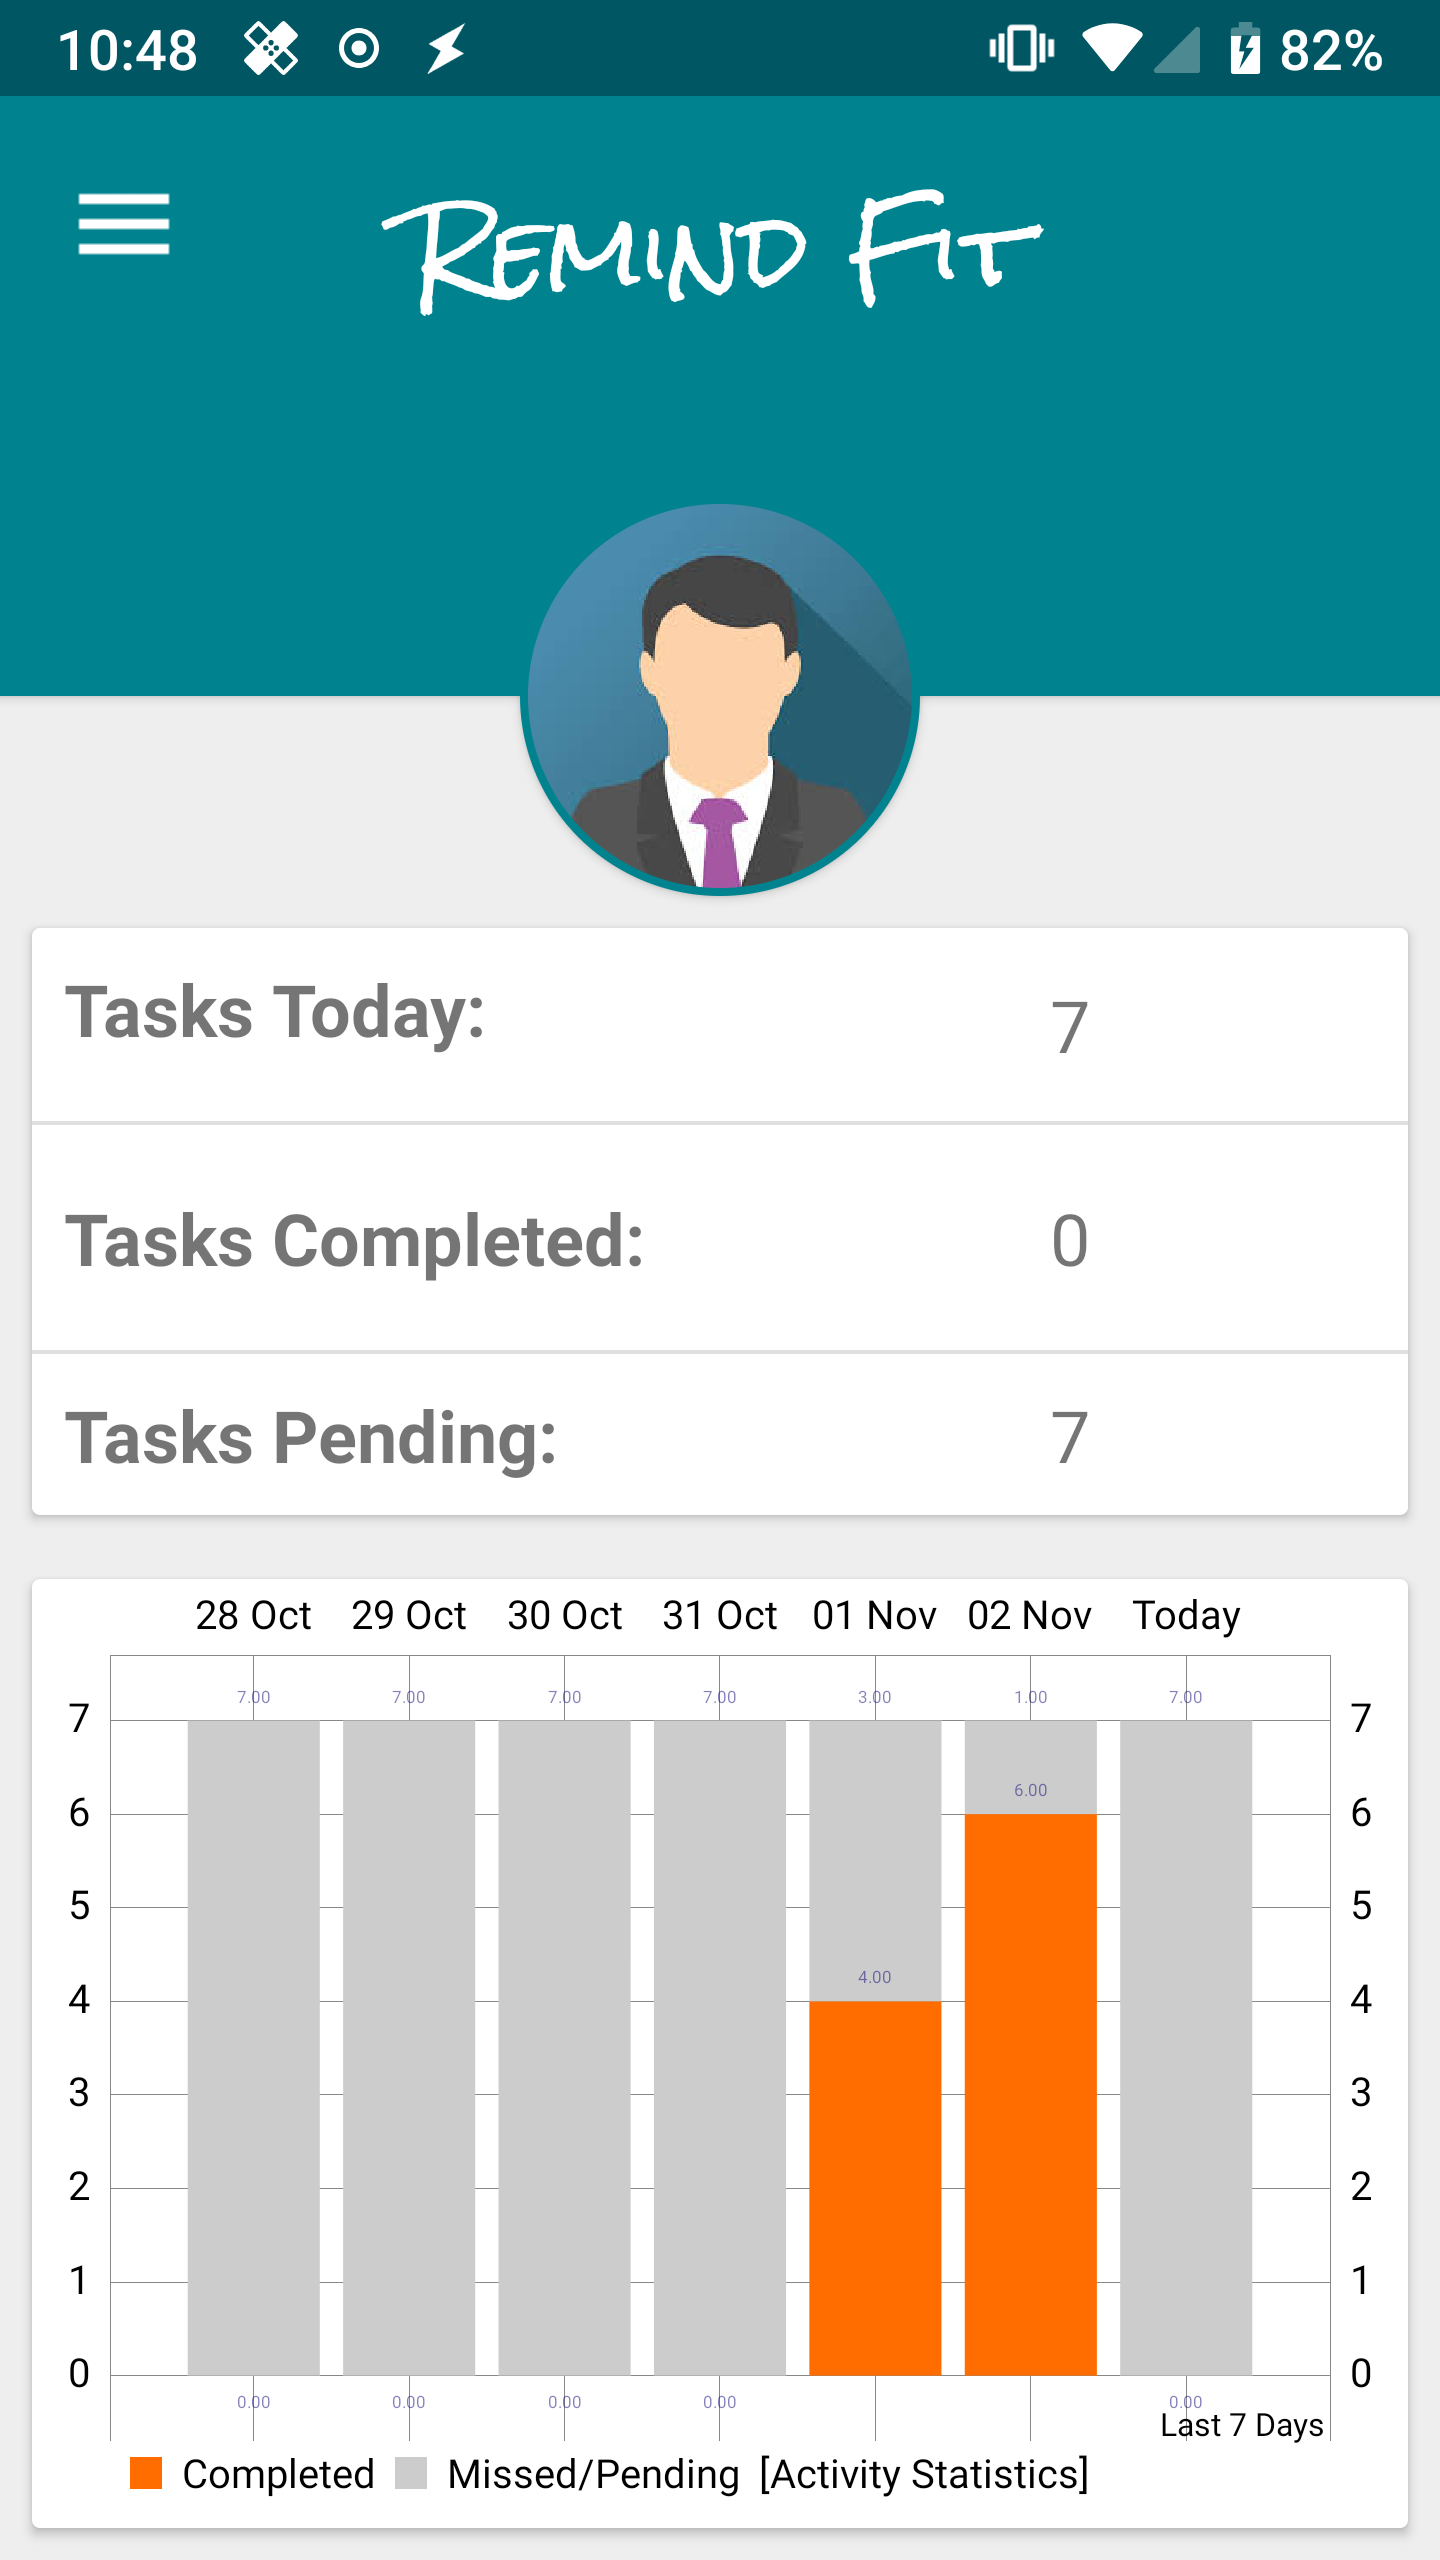 10:48 82%
Remind Fit
Tasks Today: 7
Tasks Completed: 0
Tasks Pending: 7
28 Oct 29 Oct 30 Oct 31 Oct 01 Nov 02 Nov Today
7.00 7.00 7.00 7.00 3.00 1.00 7.00
7 7
6.00
6 6
5 5
4.00
4 4
3 3
2 2
1 1
0 0
0.00 0.00 0.00 0.00 0.00
Last 7 Days
Completed Missed/Pending [Activity Statistics]